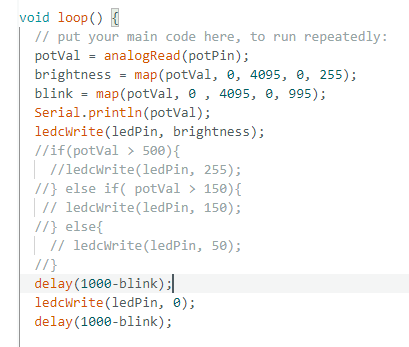 void loop() {
// put your main code here, to run repeatedly:
potVal = analogRead(potPin);
brightness = map(potVal, 0, 4095, 0, 255);
blink = map(potVal, 0 , 4095, 0, 995);
Serial.println(potVal);
ledcWrite(ledPin, brightness);
//if(potVal > 500){
//ledcWrite(ledPin, 255);
//} else if( potVal > 150){
// ledcWrite(ledPin, 150);
//} else{
// ledcWrite(ledPin, 50);
//}
delay(1000-blink);
ledcWrite(ledPin, 0);
delay(1000-blink);